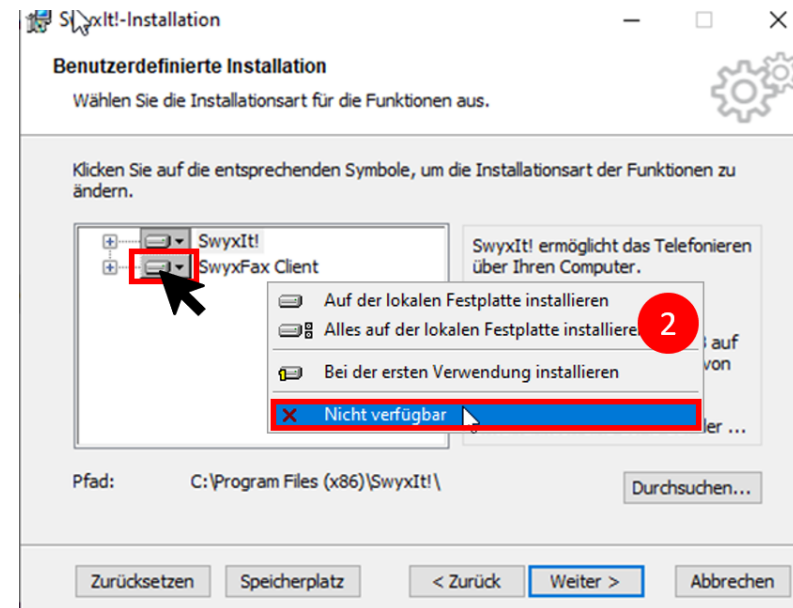 SwyxIt!-Installation
Benutzerdefinierte Installation
Wählen Sie die Installationsart für die Funktionen aus.
Klicken Sie auf die entsprechenden Symbole, um die Installationsart der Funktionen zu
ändern.
SwyxIt!
SwyxFax Client
SwyxIt! ermöglicht das Telefonieren
über Ihren Computer.
Auf der lokalen Festplatte installieren
Alles auf der lokalen Festplatte installieren
2
auf
von
Bei der ersten Verwendung installieren
Nicht verfügbar
der ...
Pfad: C:\Program Files (x86)\SwyxIt!\
Durchsuchen...
Zurücksetzen
Speicherplatz
< Zurück
Weiter >
Abbrechen